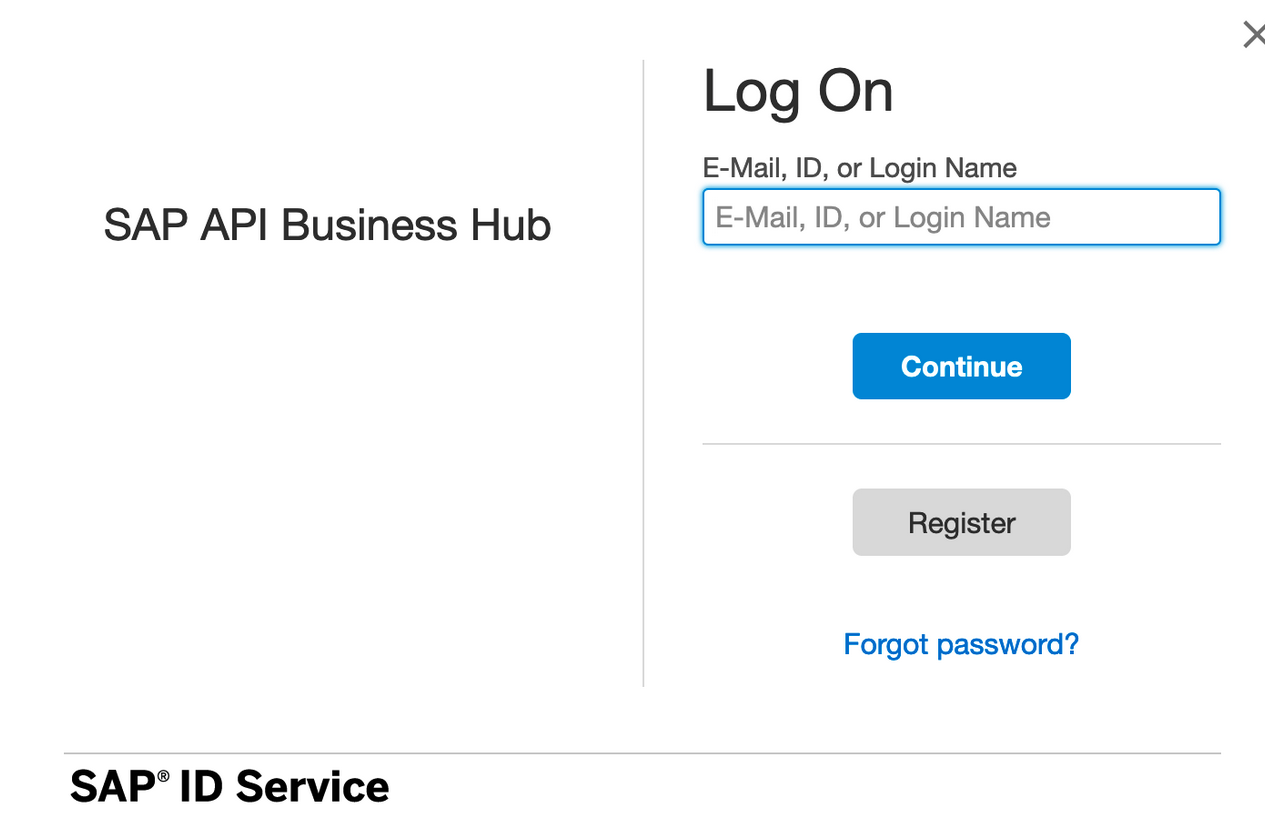 Log On
E-Mail, ID, or Login Name
SAP API Business Hub
E-Mail, ID, or Login Name
Continue
Register
Forgot password?
SAP® ID Service